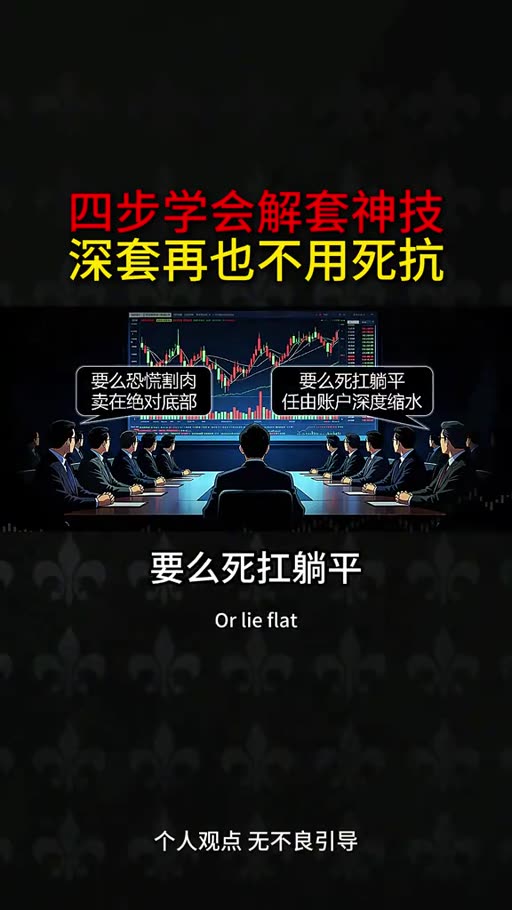 四步学会解套神技
深套再也不用死抗
要么恐慌割肉
卖在绝对底部
要么死扛躺平
任由账户深度缩水
要么死扛躺平
Or lie flat
个人观点 无不良引导